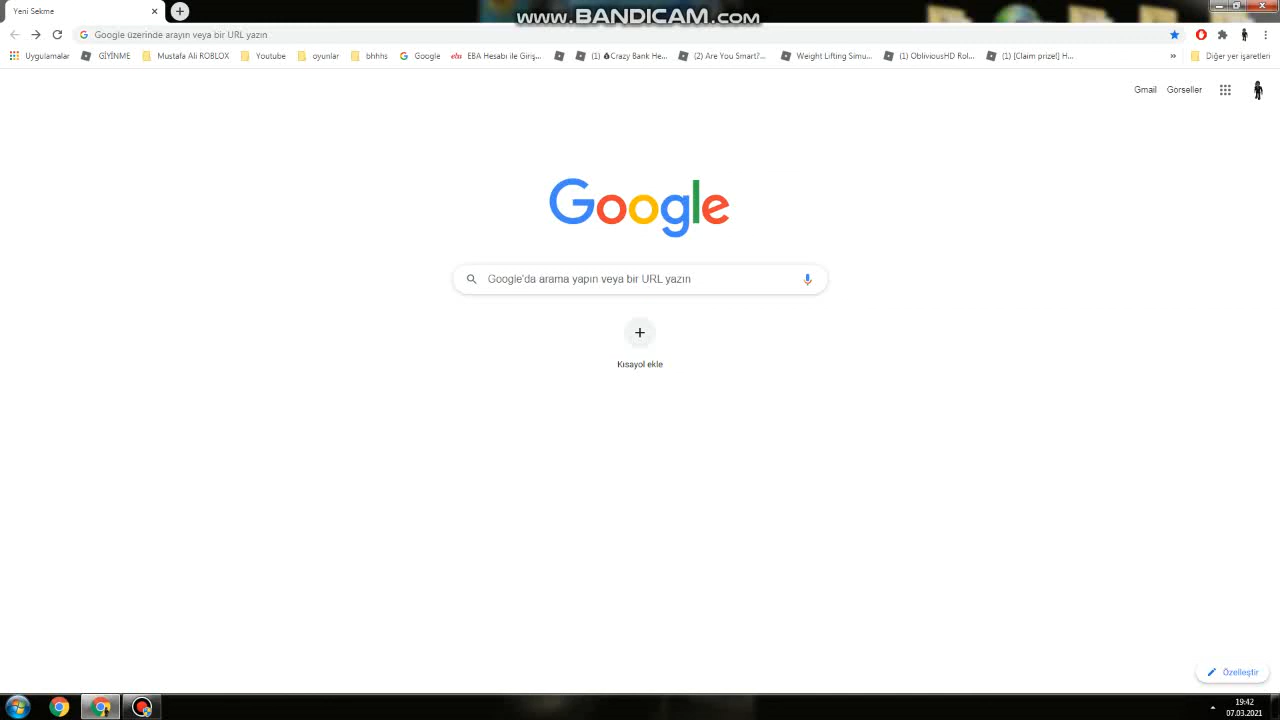 Yeni Sekme
www.BANDICAM.com
Google üzerinde arayın veya bir URL yazın
Uygulamalar GİYİNME Mustafa Ali ROBLOX Youtube oyunlar bhhhs Google eba EBA Hesabı ile Giriş... (1) 💰Crazy Bank He... (2) Are You Smart?... Weight Lifting Simu... (1) ObliviousHD Rol... (1) [Claim prize!] H... » Diğer yer işaretleri
Gmail Görseller
Google
Google'da arama yapın veya bir URL yazın
Kısayol ekle
Özelleştir
19:42
07.03.2021